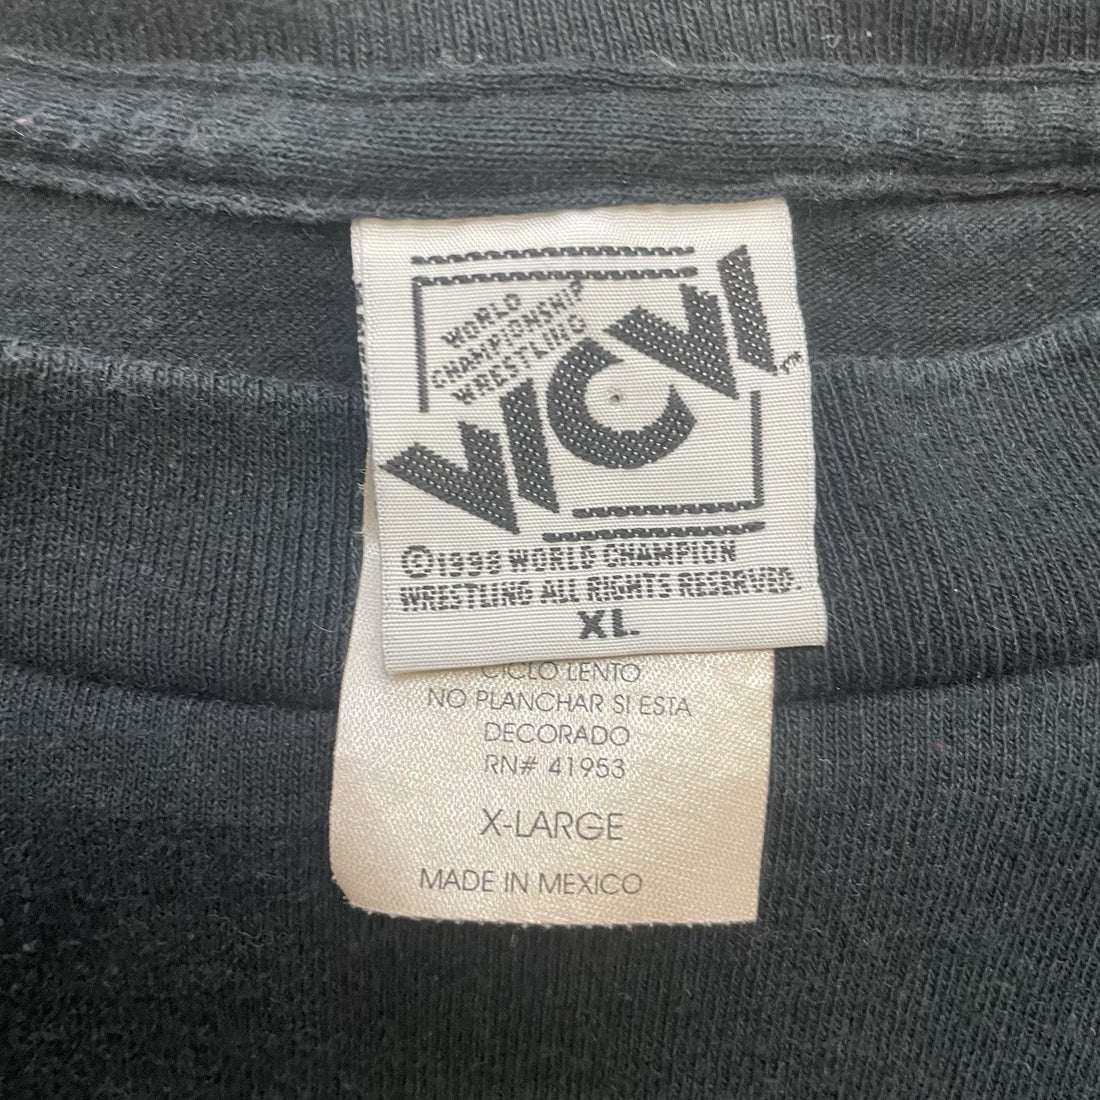 WORLD
CHAMPIONSHIP
WRESTLING
WCW
TM
©1998 WORLD CHAMPION
WRESTLING ALL RIGHTS RESERVED.
XL.
CICLO LENTO
NO PLANCHAR SI ESTA
DECORADO
RN# 41953
X-LARGE
MADE IN MEXICO